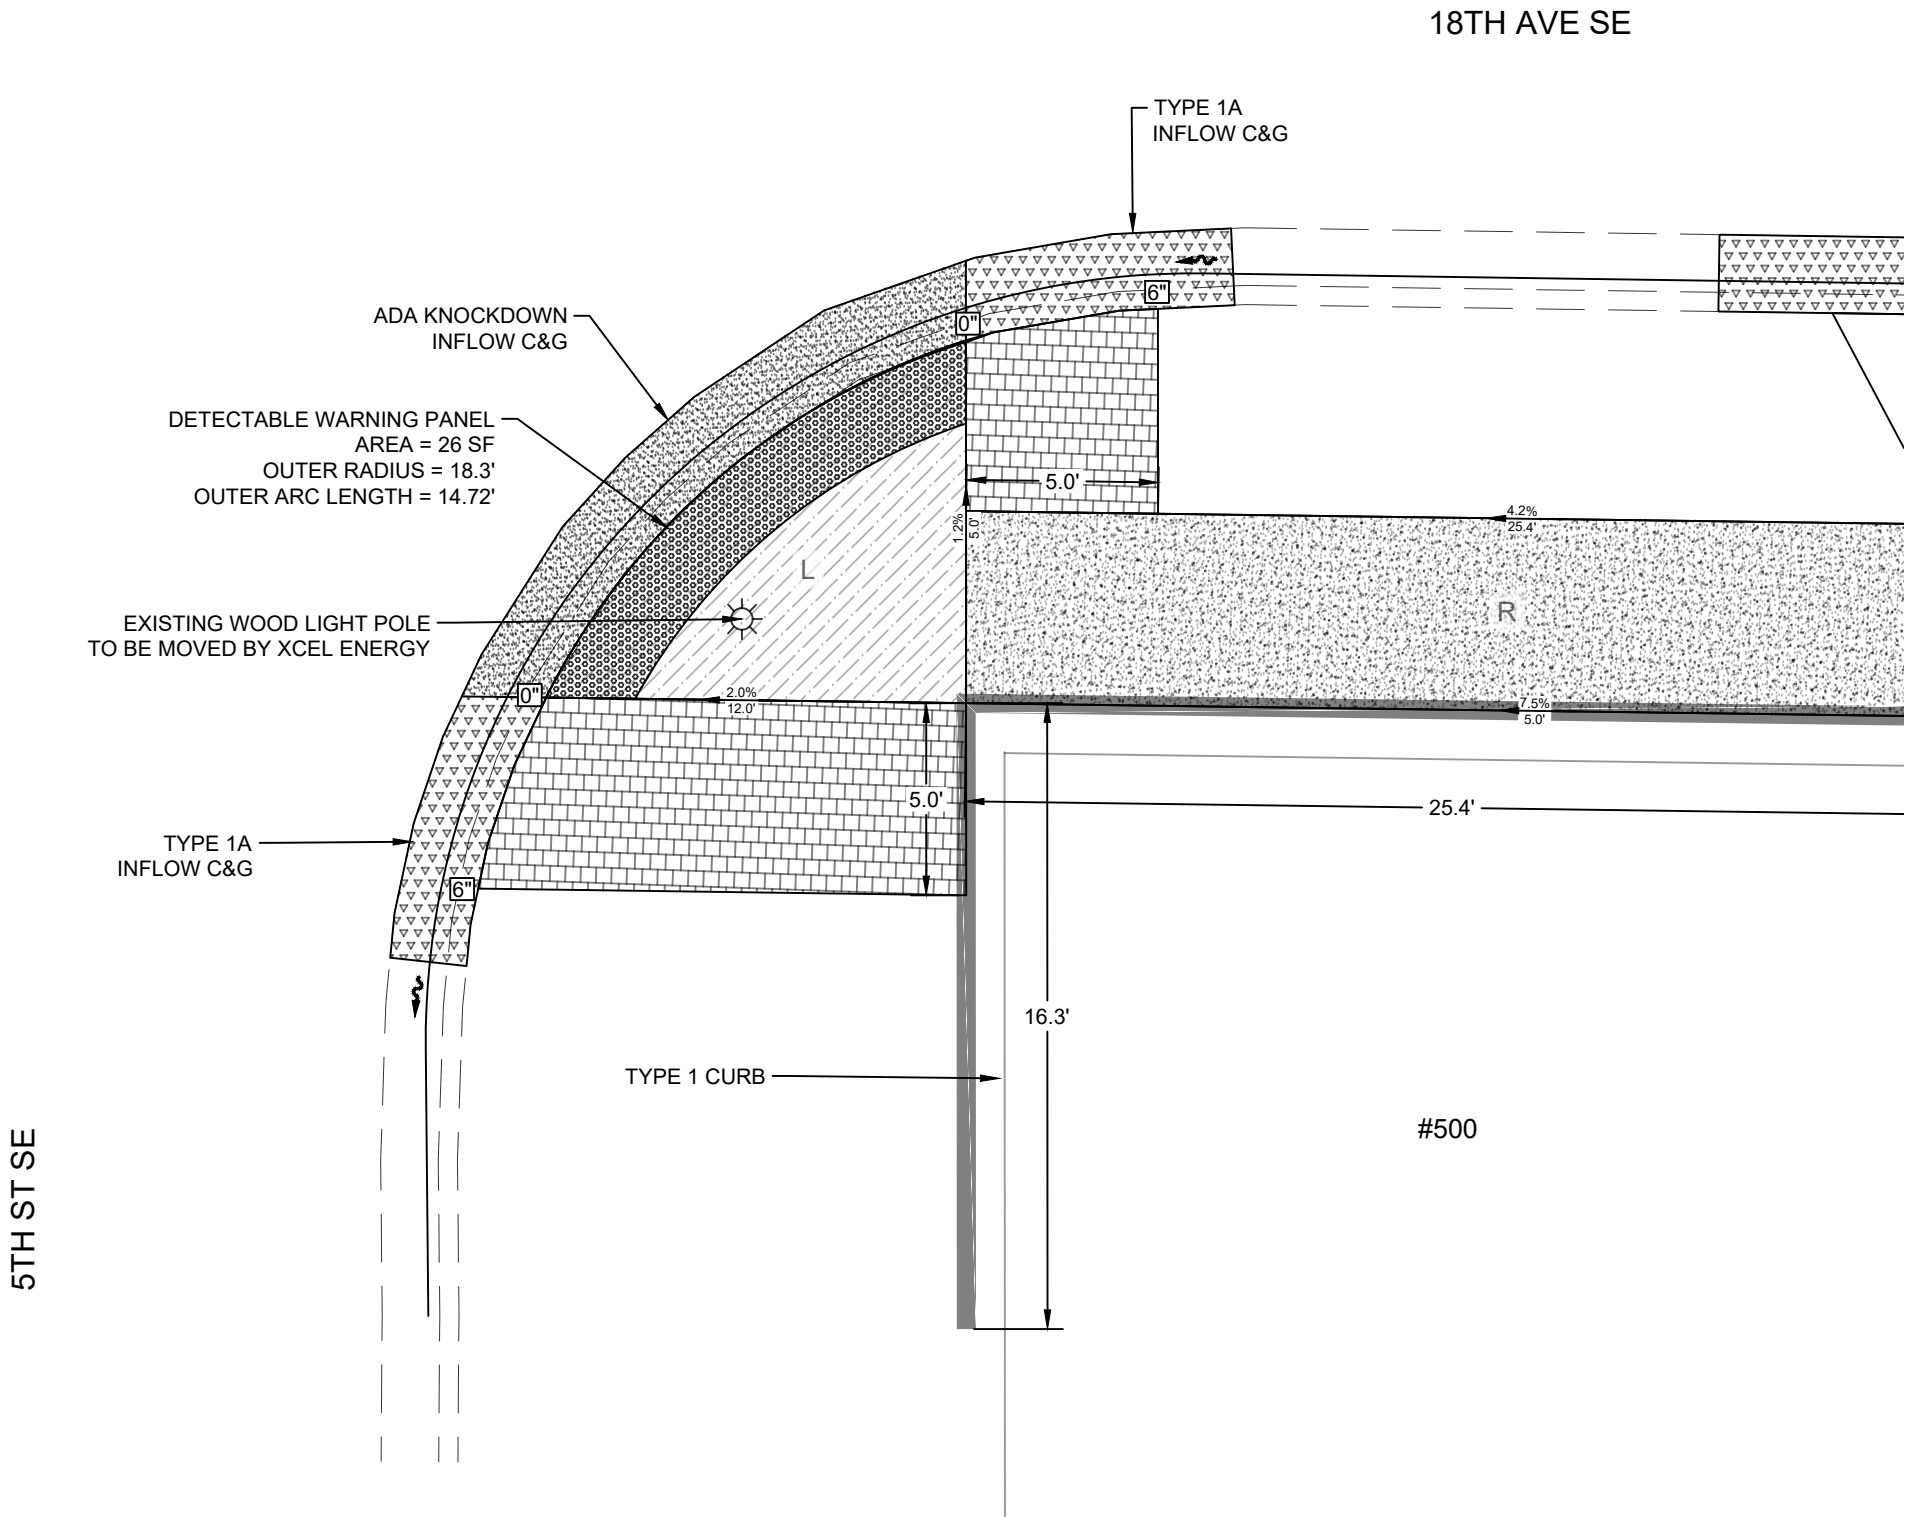 18TH AVE SE
TYPE 1A
INFLOW C&G
6"
0"
ADA KNOCKDOWN
INFLOW C&G
DETECTABLE WARNING PANEL
AREA = 26 SF
OUTER RADIUS = 18.3'
OUTER ARC LENGTH = 14.72'
5.0'
1.2%
5.0'
4.2%
25.4'
L
R
EXISTING WOOD LIGHT POLE
TO BE MOVED BY XCEL ENERGY
0"
2.0%
12.0'
7.5%
5.0'
5.0'
25.4'
TYPE 1A
INFLOW C&G
6"
16.3'
TYPE 1 CURB
#500
5TH ST SE